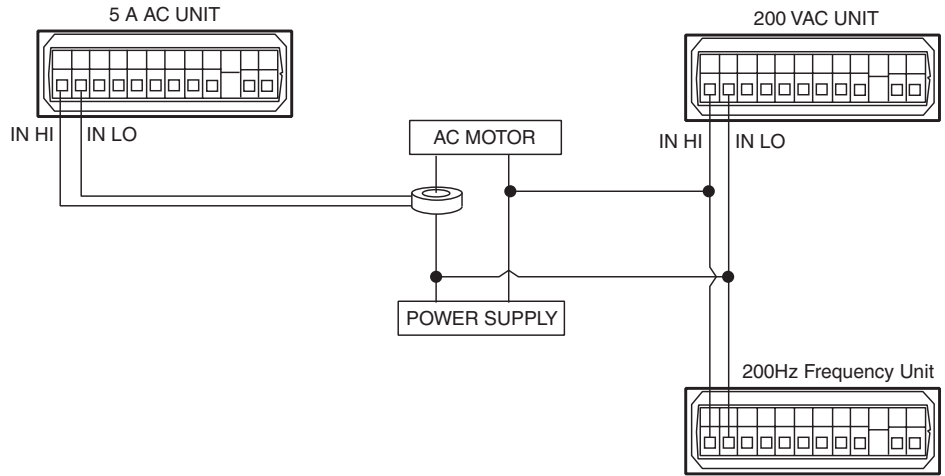 5 A AC UNIT
200 VAC UNIT
IN HI
IN LO
AC MOTOR
IN HI
IN LO
POWER SUPPLY
200Hz Frequency Unit